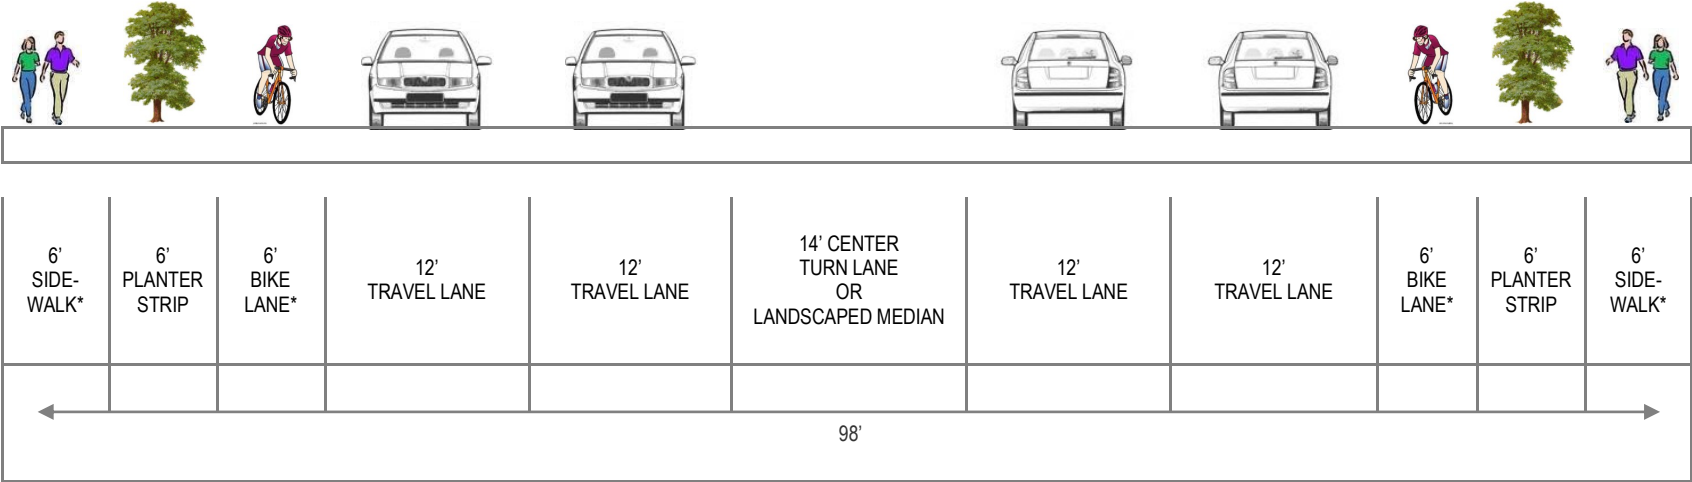 6’
SIDE-
WALK*
6’
PLANTER
STRIP
6’
BIKE
LANE*
12’
TRAVEL LANE
12’
TRAVEL LANE
14’ CENTER
TURN LANE
OR
LANDSCAPED MEDIAN
12’
TRAVEL LANE
12’
TRAVEL LANE
6’
BIKE
LANE*
6’
PLANTER
STRIP
6’
SIDE-
WALK*
98’